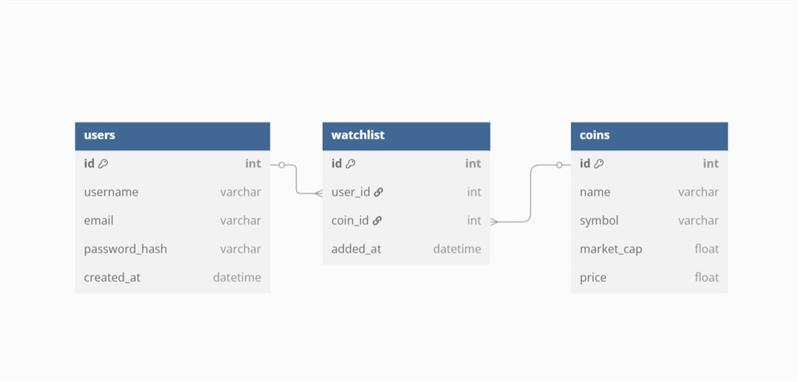 users
id int
username varchar
email varchar
password_hash varchar
created_at datetime
watchlist
id int
user_id int
coin_id int
added_at datetime
coins
id int
name varchar
symbol varchar
market_cap float
price float